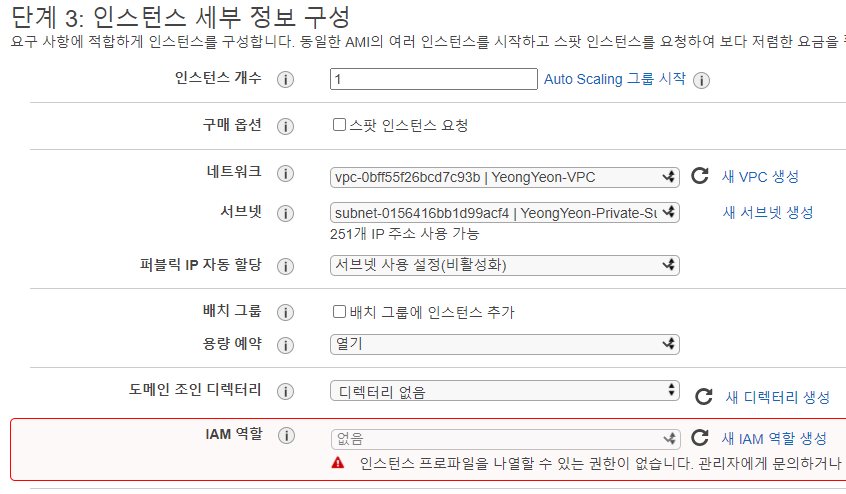 단계 3: 인스턴스 세부 정보 구성
요구 사항에 적합하게 인스턴스를 구성합니다. 동일한 AMI의 여러 인스턴스를 시작하고 스팟 인스턴스를 요청하여 보다 저렴한 요금을
인스턴스 개수 i 1 Auto Scaling 그룹 시작 i
구매 옵션 i 스팟 인스턴스 요청
네트워크 i vpc-0bff55f26bcd7c93b | YeongYeon-VPC 새 VPC 생성
서브넷 i subnet-0156416bb1d99acf4 | YeongYeon-Private-Su 새 서브넷 생성
251개 IP 주소 사용 가능
퍼블릭 IP 자동 할당 i 서브넷 사용 설정(비활성화)
배치 그룹 i 배치 그룹에 인스턴스 추가
용량 예약 i 열기
도메인 조인 디렉터리 i 디렉터리 없음 새 디렉터리 생성
IAM 역할 i 없음 새 IAM 역할 생성
인스턴스 프로파일을 나열할 수 있는 권한이 없습니다. 관리자에게 문의하거나